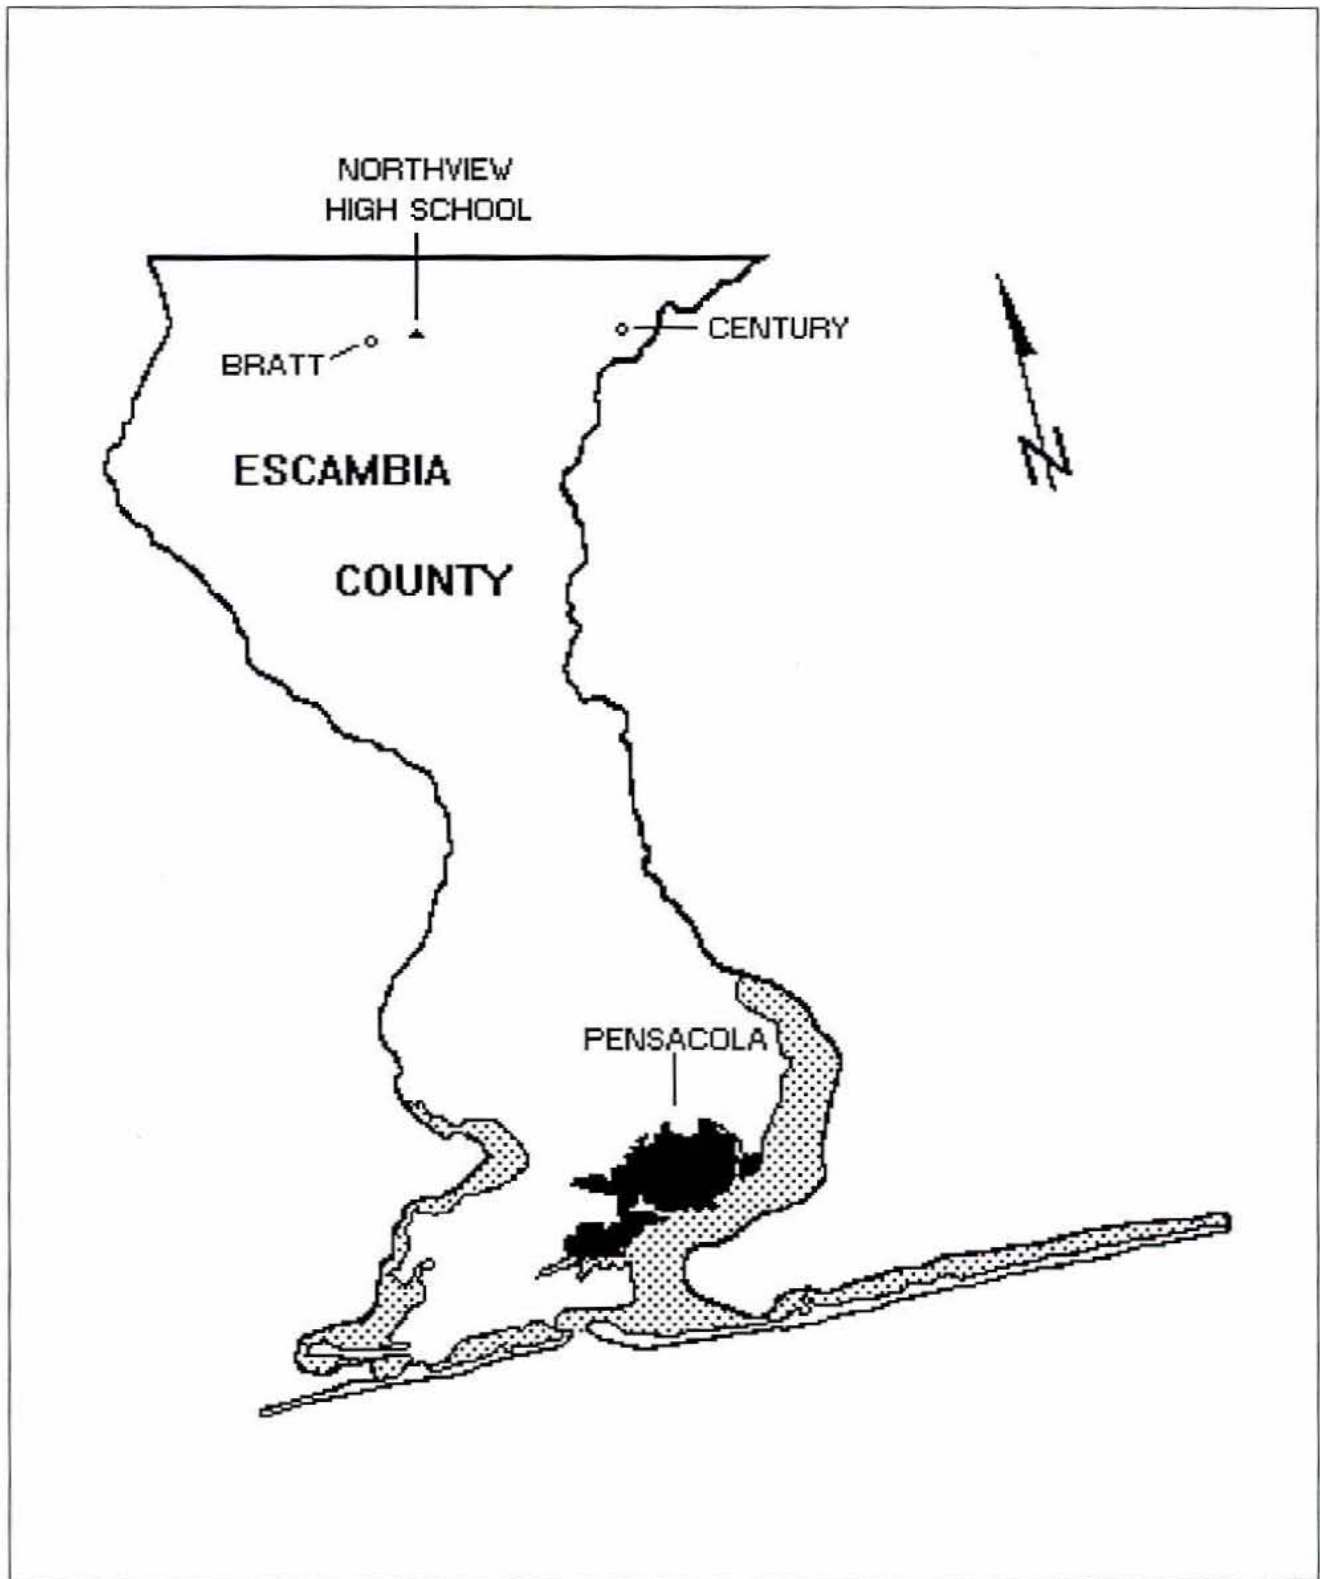 NORTHVIEW
HIGH SCHOOL
CENTURY
BRATT
ESCAMBIA
COUNTY
N
PENSACOLA